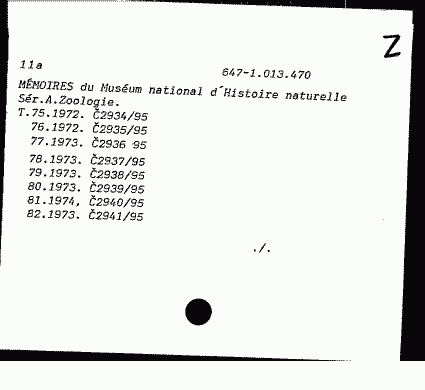 Z
11a 647-1.013.470
MÉMOIRES du Muséum national d´Histoire naturelle
Sér.A.Zoologie.
T.75.1972. Č2934/95
76.1972. Č2935/95
77.1973. Č2936 95
78.1973. Č2937/95
79.1973. Č2938/95
80.1973. Č2939/95
81.1974, Č2940/95
82.1973. Č2941/95
./.